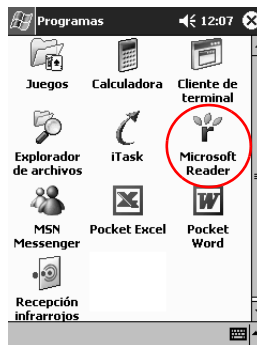 Programas 12:07
Juegos Calculadora Cliente de
terminal
Explorador iTask Microsoft
de archivos Reader
MSN Pocket Excel Pocket
Messenger Word
Recepción
infrarrojos